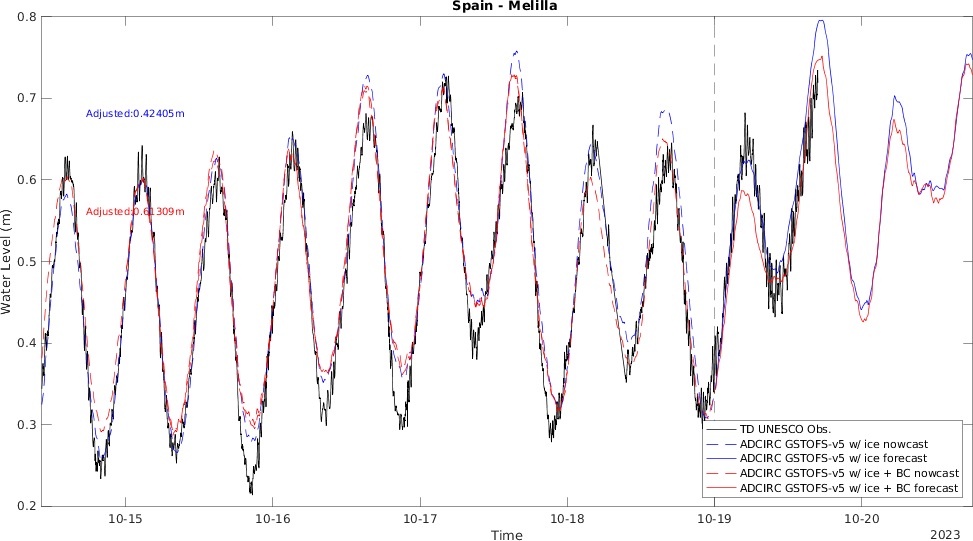 Spain - Melilla
0.8
0.7
0.6
0.5
0.4
0.3
0.2
Water Level (m)
Adjusted:0.42405m
Adjusted:0.61309m
TD UNESCO Obs.
ADCIRC GSTOFS-v5 w/ ice nowcast
ADCIRC GSTOFS-v5 w/ ice forecast
ADCIRC GSTOFS-v5 w/ ice + BC nowcast
ADCIRC GSTOFS-v5 w/ ice + BC forecast
10-15 10-16 10-17 10-18 10-19 10-20
Time
2023